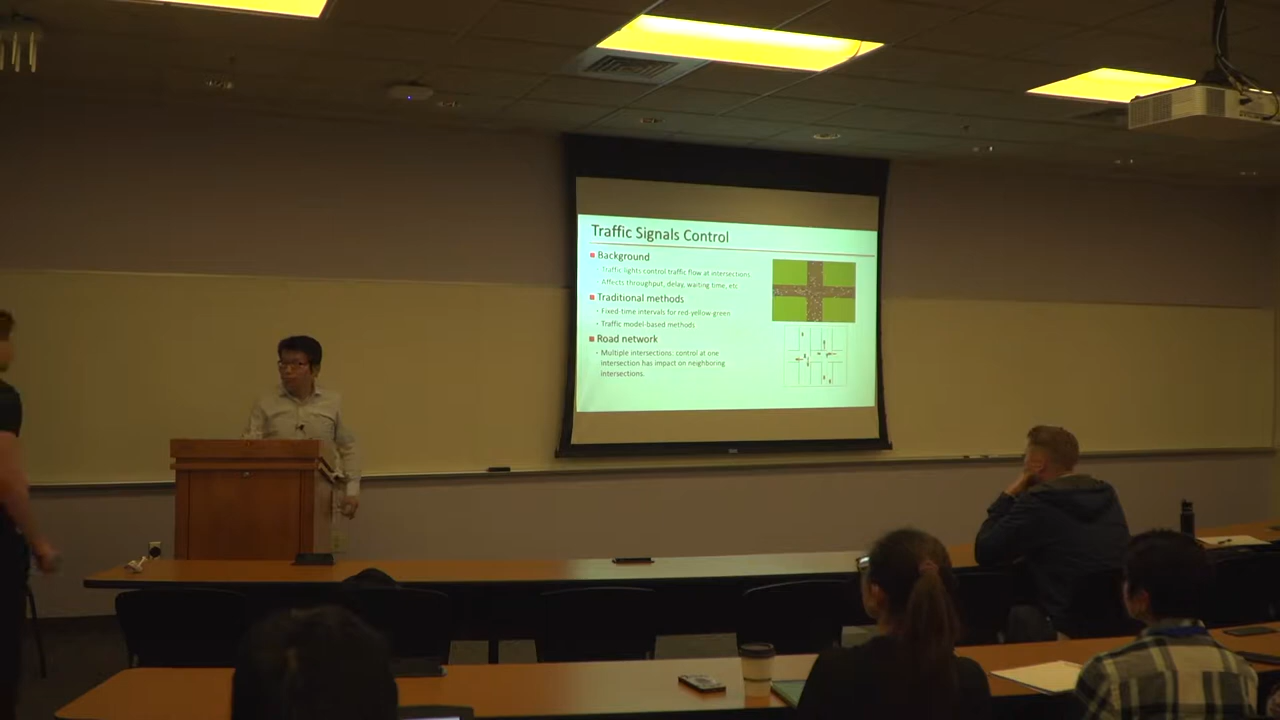 Traffic Signals Control
Background
Traffic lights control traffic flow at intersections.
Affects throughput, delay, waiting time, etc
Traditional methods
Fixed-time intervals for red-yellow-green
Traffic model-based methods
Road network
Multiple intersections: control at one
intersection has impact on neighboring
intersections.